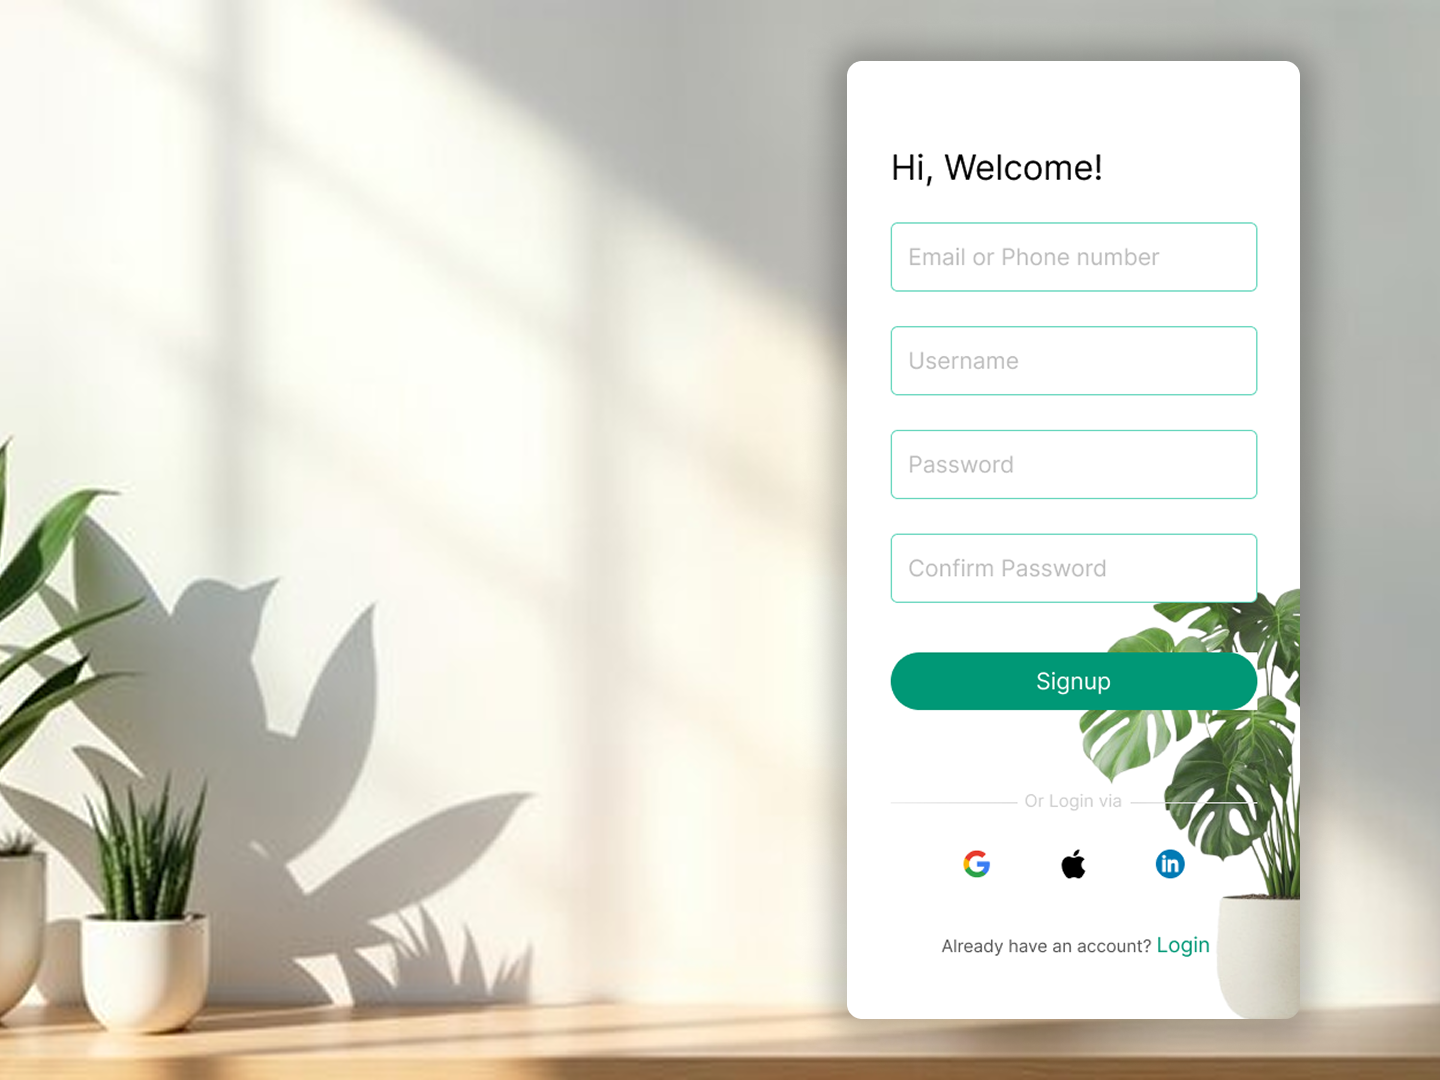 Hi, Welcome!
Email or Phone number
Username
Password
Confirm Password
Signup
Or Login via
in
Already have an account? Login